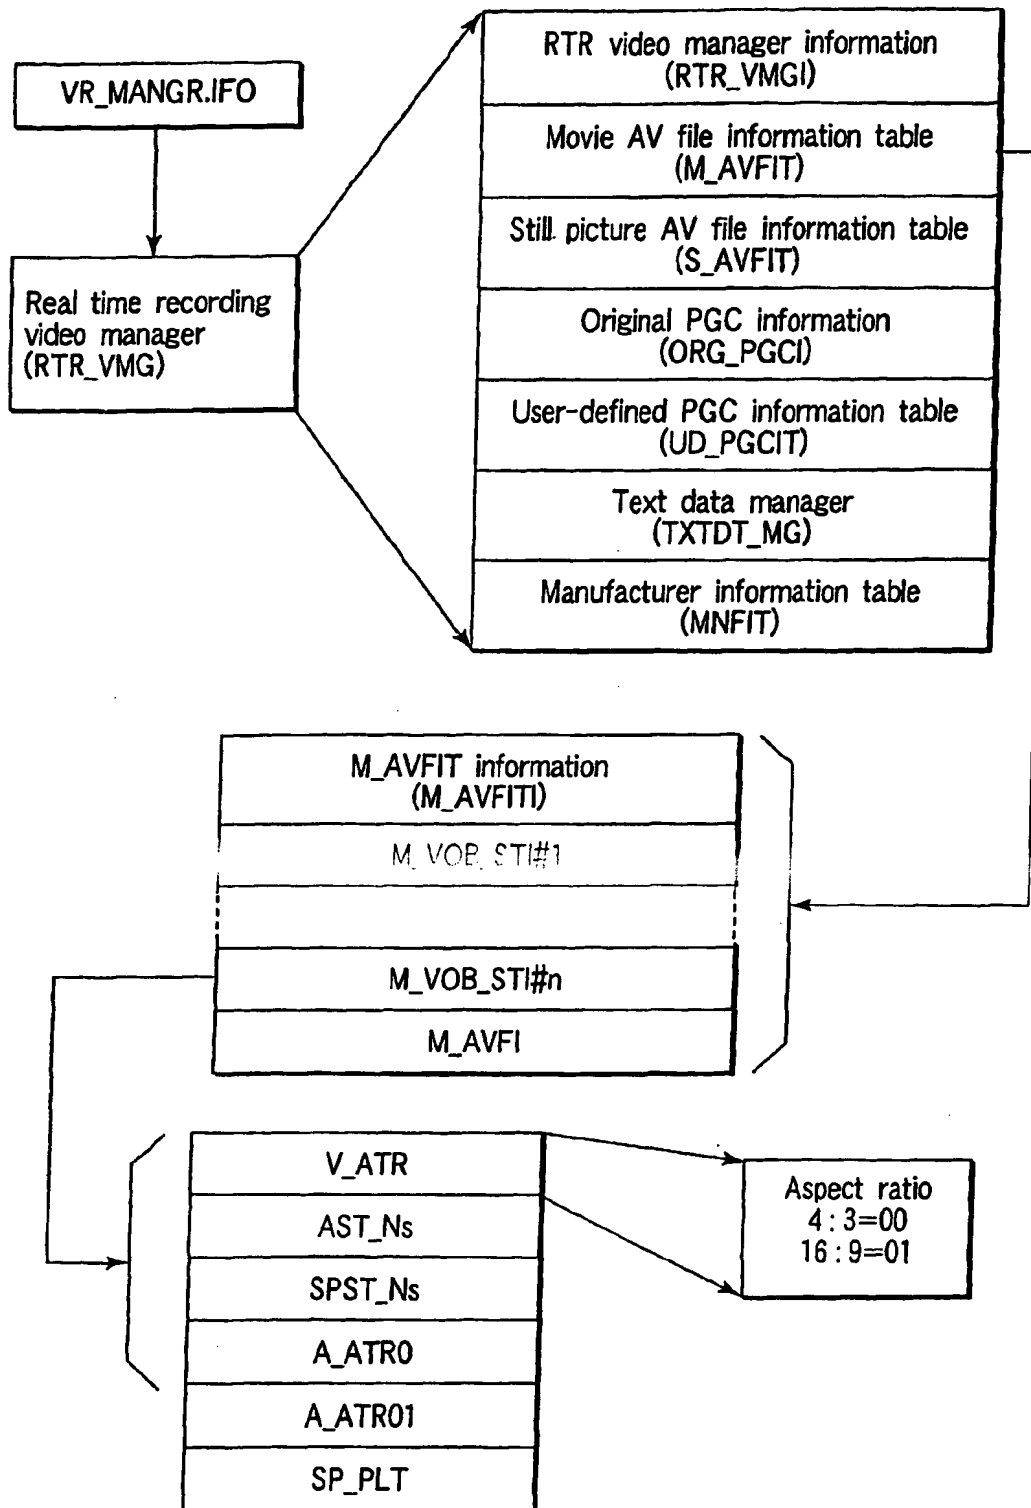 VR_MANGR.IFO
Real time recording
video manager
(RTR_VMG)
RTR video manager information
(RTR_VMGI)
Movie AV file information table
(M_AVFIT)
Still picture AV file information table
(S_AVFIT)
Original PGC information
(ORG_PGCI)
User-defined PGC information table
(UD_PGCIT)
Text data manager
(TXTDT_MG)
Manufacturer information table
(MNFIT)
M_AVFIT information
(M_AVFITI)
M_VOB_STI#1
M_VOB_STI#n
M_AVFI
V_ATR
AST_Ns
SPST_Ns
A_ATR0
A_ATR01
SP_PLT
Aspect ratio
4:3=00
16:9=01